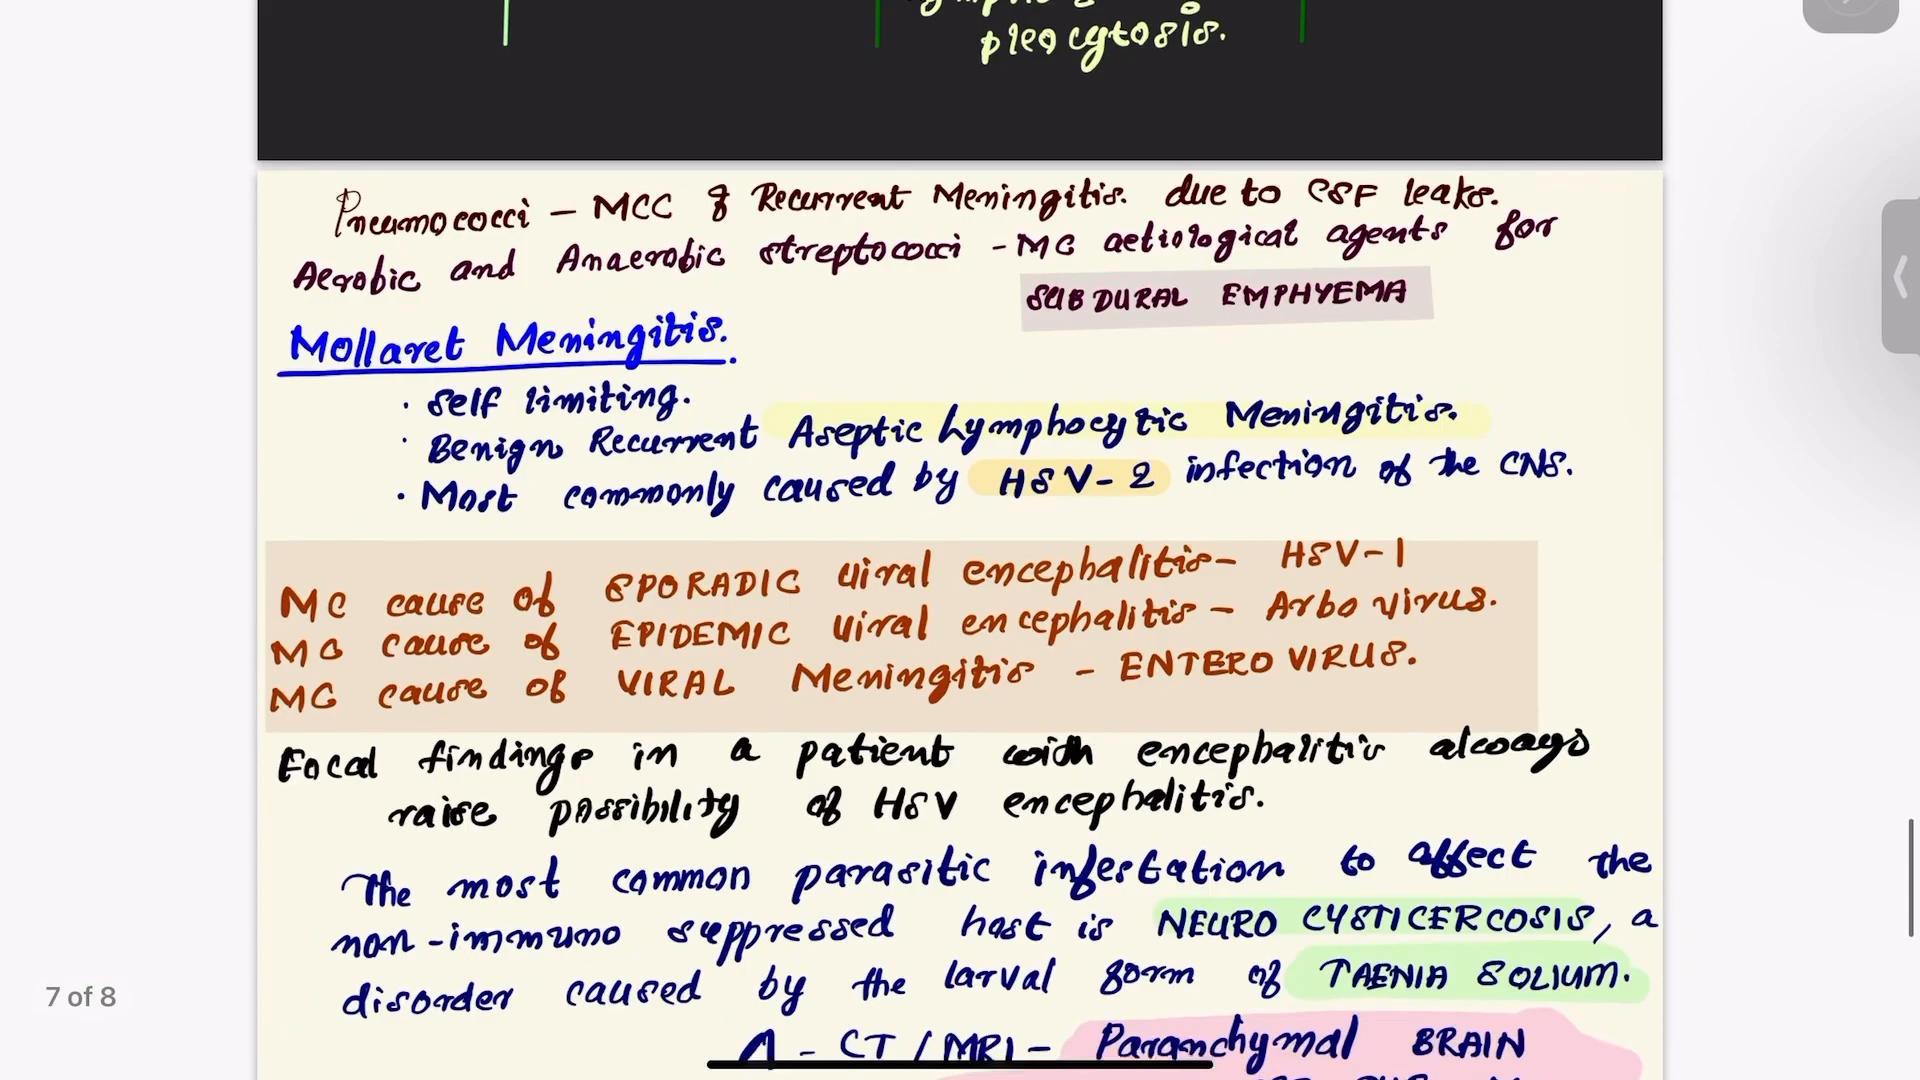 pleocytosis.
Pneumococci - MCC of Recurrent Meningitis. due to CSF leaks.
Aerobic and Anaerobic streptococci - MC aetiological agents for
SUBDURAL EMPHYEMA
Mollaret Meningitis.
· Self limiting.
· Benign Recurrent Aseptic Lymphocytic Meningitis.
· Most commonly caused by HSV-2 infection of the CNS.
MC cause of SPORADIC viral encephalitis - HSV-1
MC cause of EPIDEMIC viral encephalitis - Arbo virus.
MC cause of VIRAL Meningitis - ENTERO VIRUS.
Focal findings in a patient with encephalitis always
raise possibility of HSV encephalitis.
The most common parasitic infestation to affect the
non-immuno suppressed host is NEURO CYSTICERCOSIS, a
disorder caused by the larval form of TAENIA SOLIUM.
- CT / MRI - Paranchymal BRAIN
7 of 8